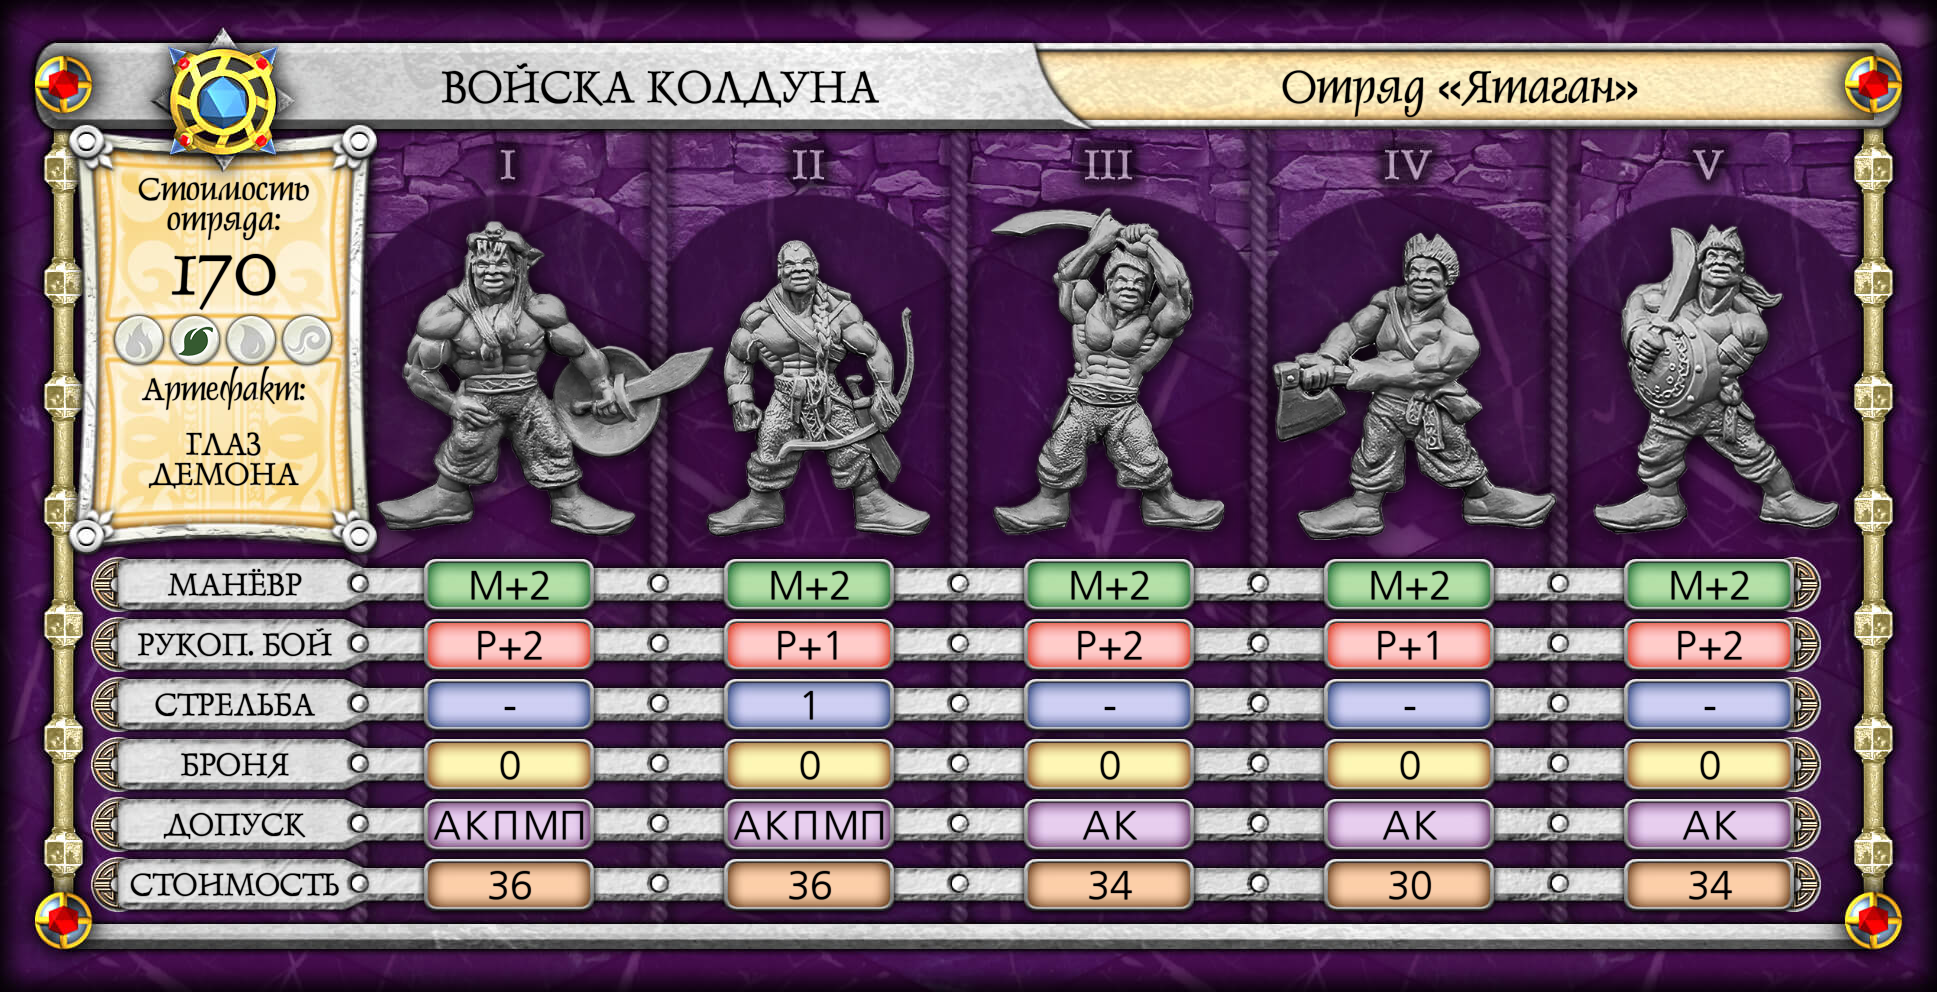 ВОЙСКА КОЛДУНА
Отряд «Ятаган»
Стоимость
отряда:
170
Артефакт:
ГЛАЗ
ДЕМОНА
I II III IV V
МАНЁВР М+2 М+2 М+2 М+2 М+2
РУКОП. БОЙ Р+2 Р+1 Р+2 Р+1 Р+2
СТРЕЛЬБА - 1 - - -
БРОНЯ 0 0 0 0 0
ДОПУСК АКПМП АКПМП АК АК АК
СТОИМОСТЬ 36 36 34 30 34